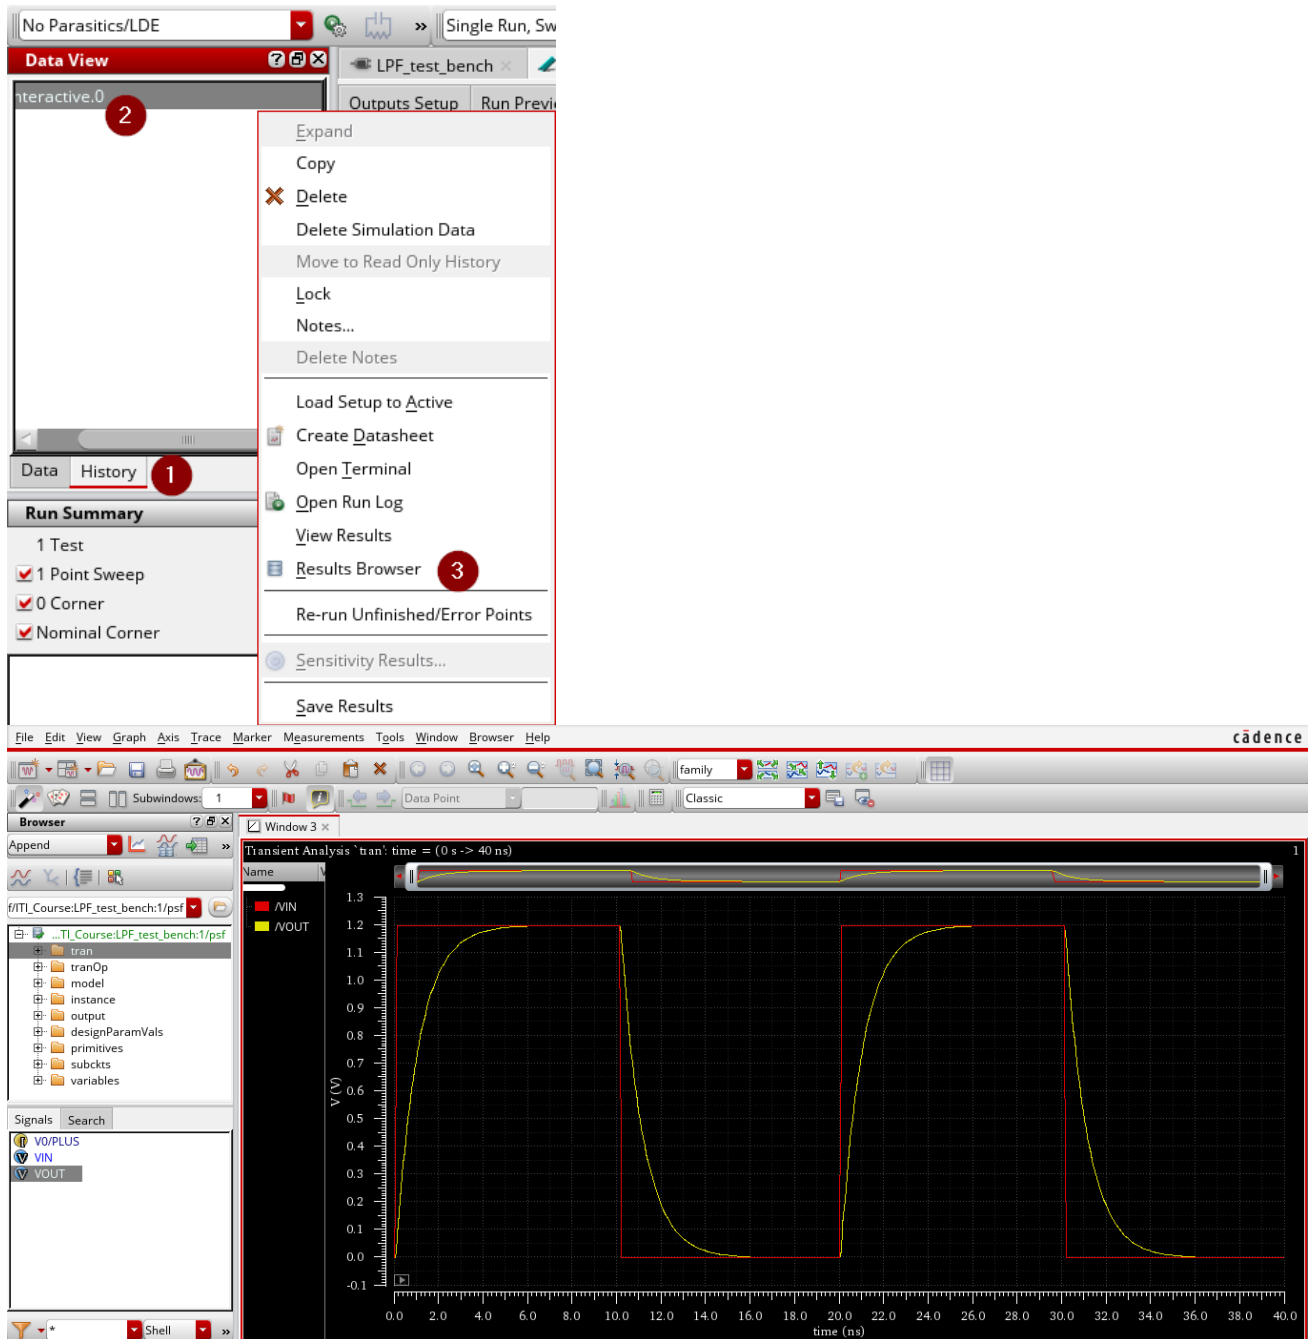 No Parasitics/LDE
» Single Run, Sw
Data View
LPF_test_bench
nteractive.0
2
Outputs Setup Run Previ
Expand
Copy
Delete
Delete Simulation Data
Move to Read Only History
Lock
Notes...
Delete Notes
Load Setup to Active
Create Datasheet
Open Terminal
Open Run Log
View Results
Results Browser 3
Re-run Unfinished/Error Points
Sensitivity Results...
Save Results
Data History 1
Run Summary
1 Test
1 Point Sweep
0 Corner
Nominal Corner
File Edit View Graph Axis Trace Marker Measurements Tools Window Browser Help
cādence
family
Subwindows: 1
Data Point
Classic
Browser
Window 3
Append »
f/ITI_Course:LPF_test_bench:1/psf
...TI_Course:LPF_test_bench:1/psf
tran
tranOp
model
instance
output
designParamVals
primitives
subckts
variables
Signals Search
V0/PLUS
VIN
VOUT
* Shell »
Transient Analysis `tran': time = (0 s -> 40 ns) 1
Name V
/VIN
/VOUT
V (V)
1.3
1.2
1.1
1.0
0.9
0.8
0.7
0.6
0.5
0.4
0.3
0.2
0.1
0.0
-0.1
0.0 2.0 4.0 6.0 8.0 10.0 12.0 14.0 16.0 18.0 20.0 22.0 24.0 26.0 28.0 30.0 32.0 34.0 36.0 38.0 40.0
time (ns)